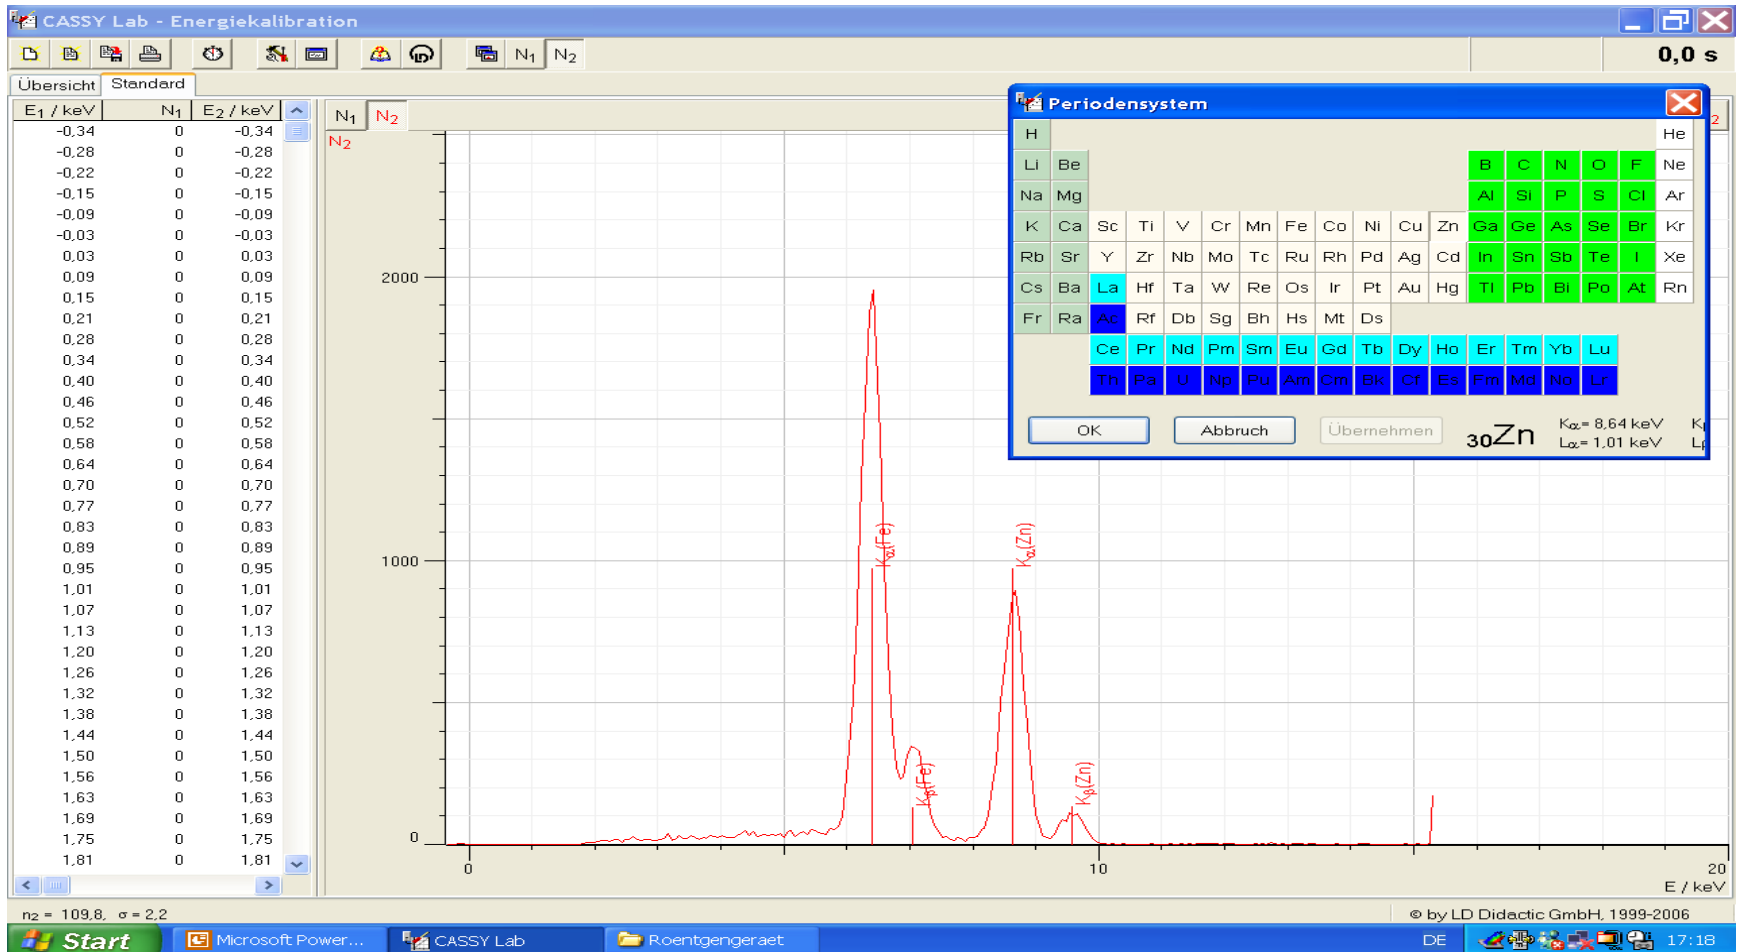 CASSY Lab - Energiekalibration
N₁ N₂
0,0 s
Übersicht Standard
E₁ / keV N₁ E₂ / keV
-0,34 0 -0,34
-0,28 0 -0,28
-0,22 0 -0,22
-0,15 0 -0,15
-0,09 0 -0,09
-0,03 0 -0,03
0,03 0 0,03
0,09 0 0,09
0,15 0 0,15
0,21 0 0,21
0,28 0 0,28
0,34 0 0,34
0,40 0 0,40
0,46 0 0,46
0,52 0 0,52
0,58 0 0,58
0,64 0 0,64
0,70 0 0,70
0,77 0 0,77
0,83 0 0,83
0,89 0 0,89
0,95 0 0,95
1,01 0 1,01
1,07 0 1,07
1,13 0 1,13
1,20 0 1,20
1,26 0 1,26
1,32 0 1,32
1,38 0 1,38
1,44 0 1,44
1,50 0 1,50
1,56 0 1,56
1,63 0 1,63
1,69 0 1,69
1,75 0 1,75
1,81 0 1,81
N₁ N₂
N₂
2000
1000
0
Kα(Fe)
Kβ(Fe)
Kα(Zn)
Kβ(Zn)
0 10 20
E / keV
Periodensystem
2
H He
Li Be B C N O F Ne
Na Mg Al Si P S Cl Ar
K Ca Sc Ti V Cr Mn Fe Co Ni Cu Zn Ga Ge As Se Br Kr
Rb Sr Y Zr Nb Mo Tc Ru Rh Pd Ag Cd In Sn Sb Te I Xe
Cs Ba La Hf Ta W Re Os Ir Pt Au Hg Tl Pb Bi Po At Rn
Fr Ra Ac Rf Db Sg Bh Hs Mt Ds
Ce Pr Nd Pm Sm Eu Gd Tb Dy Ho Er Tm Yb Lu
Th Pa U Np Pu Am Cm Bk Cf Es Fm Md No Lr
OK Abbruch Übernehmen
₃₀Zn
Kα= 8,64 keV
Lα= 1,01 keV
n₂ = 109,8, σ = 2,2
© by LD Didactic GmbH, 1999-2006
Start Microsoft Power... CASSY Lab Roentgengeraet DE 17:18